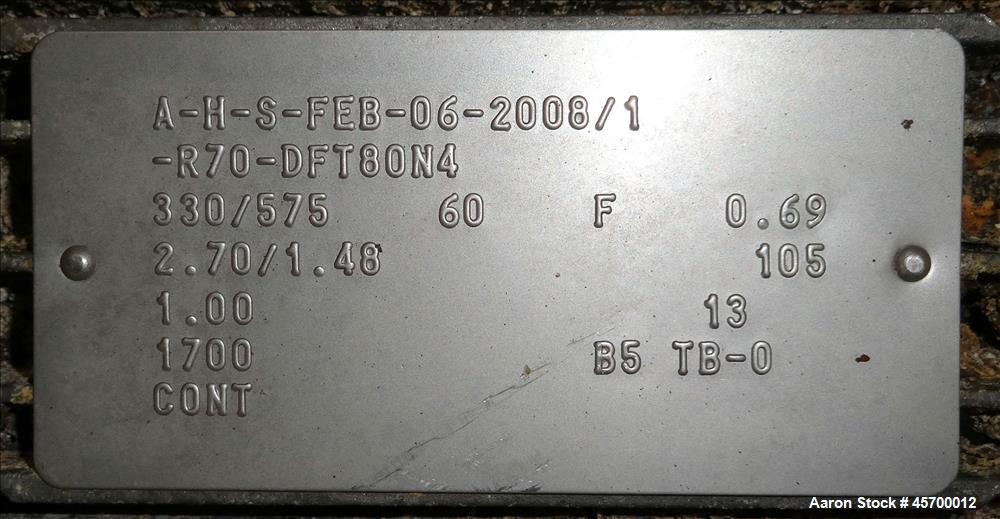 A-H-S-FEB-06-2008/1
-R70-DFT80N4
330/575 60 F 0.69
2.70/1.48 105
1.00 13
1700 B5 TB-0
CONT
Aaron Stock # 45700012